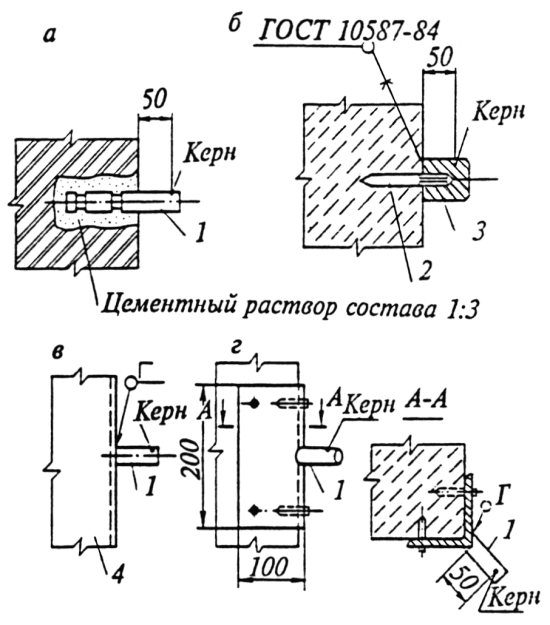 а
50
Керн
1
Цементный раствор состава 1:3
б
ГОСТ 10587-84
50
Керн
2
3
в
Керн
1
4
г
А
А
Керн
200
1
100
А-А
Г
1
50
Керн